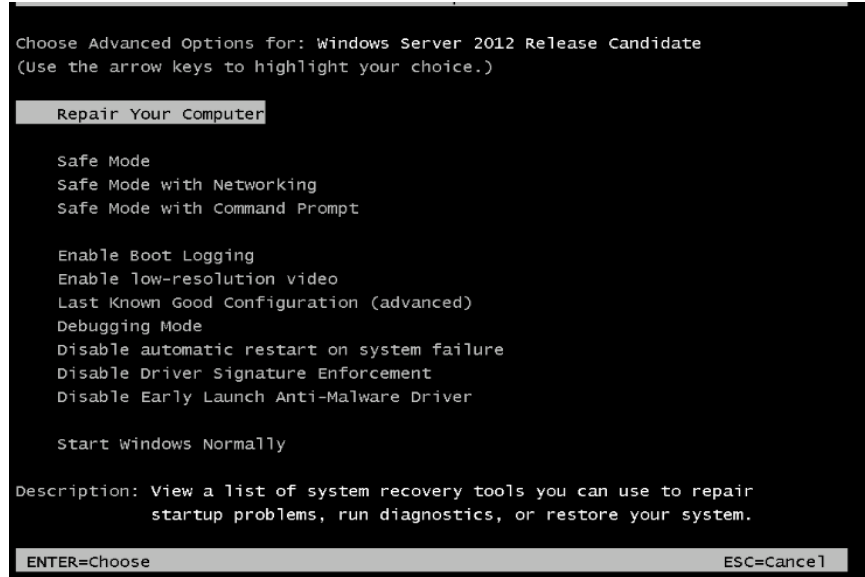 Choose Advanced Options for: Windows Server 2012 Release Candidate
(Use the arrow keys to highlight your choice.)
Repair Your Computer
Safe Mode
Safe Mode with Networking
Safe Mode with Command Prompt
Enable Boot Logging
Enable low-resolution video
Last Known Good Configuration (advanced)
Debugging Mode
Disable automatic restart on system failure
Disable Driver Signature Enforcement
Disable Early Launch Anti-Malware Driver
Start Windows Normally
Description: View a list of system recovery tools you can use to repair
startup problems, run diagnostics, or restore your system.
ENTER=Choose ESC=Cancel